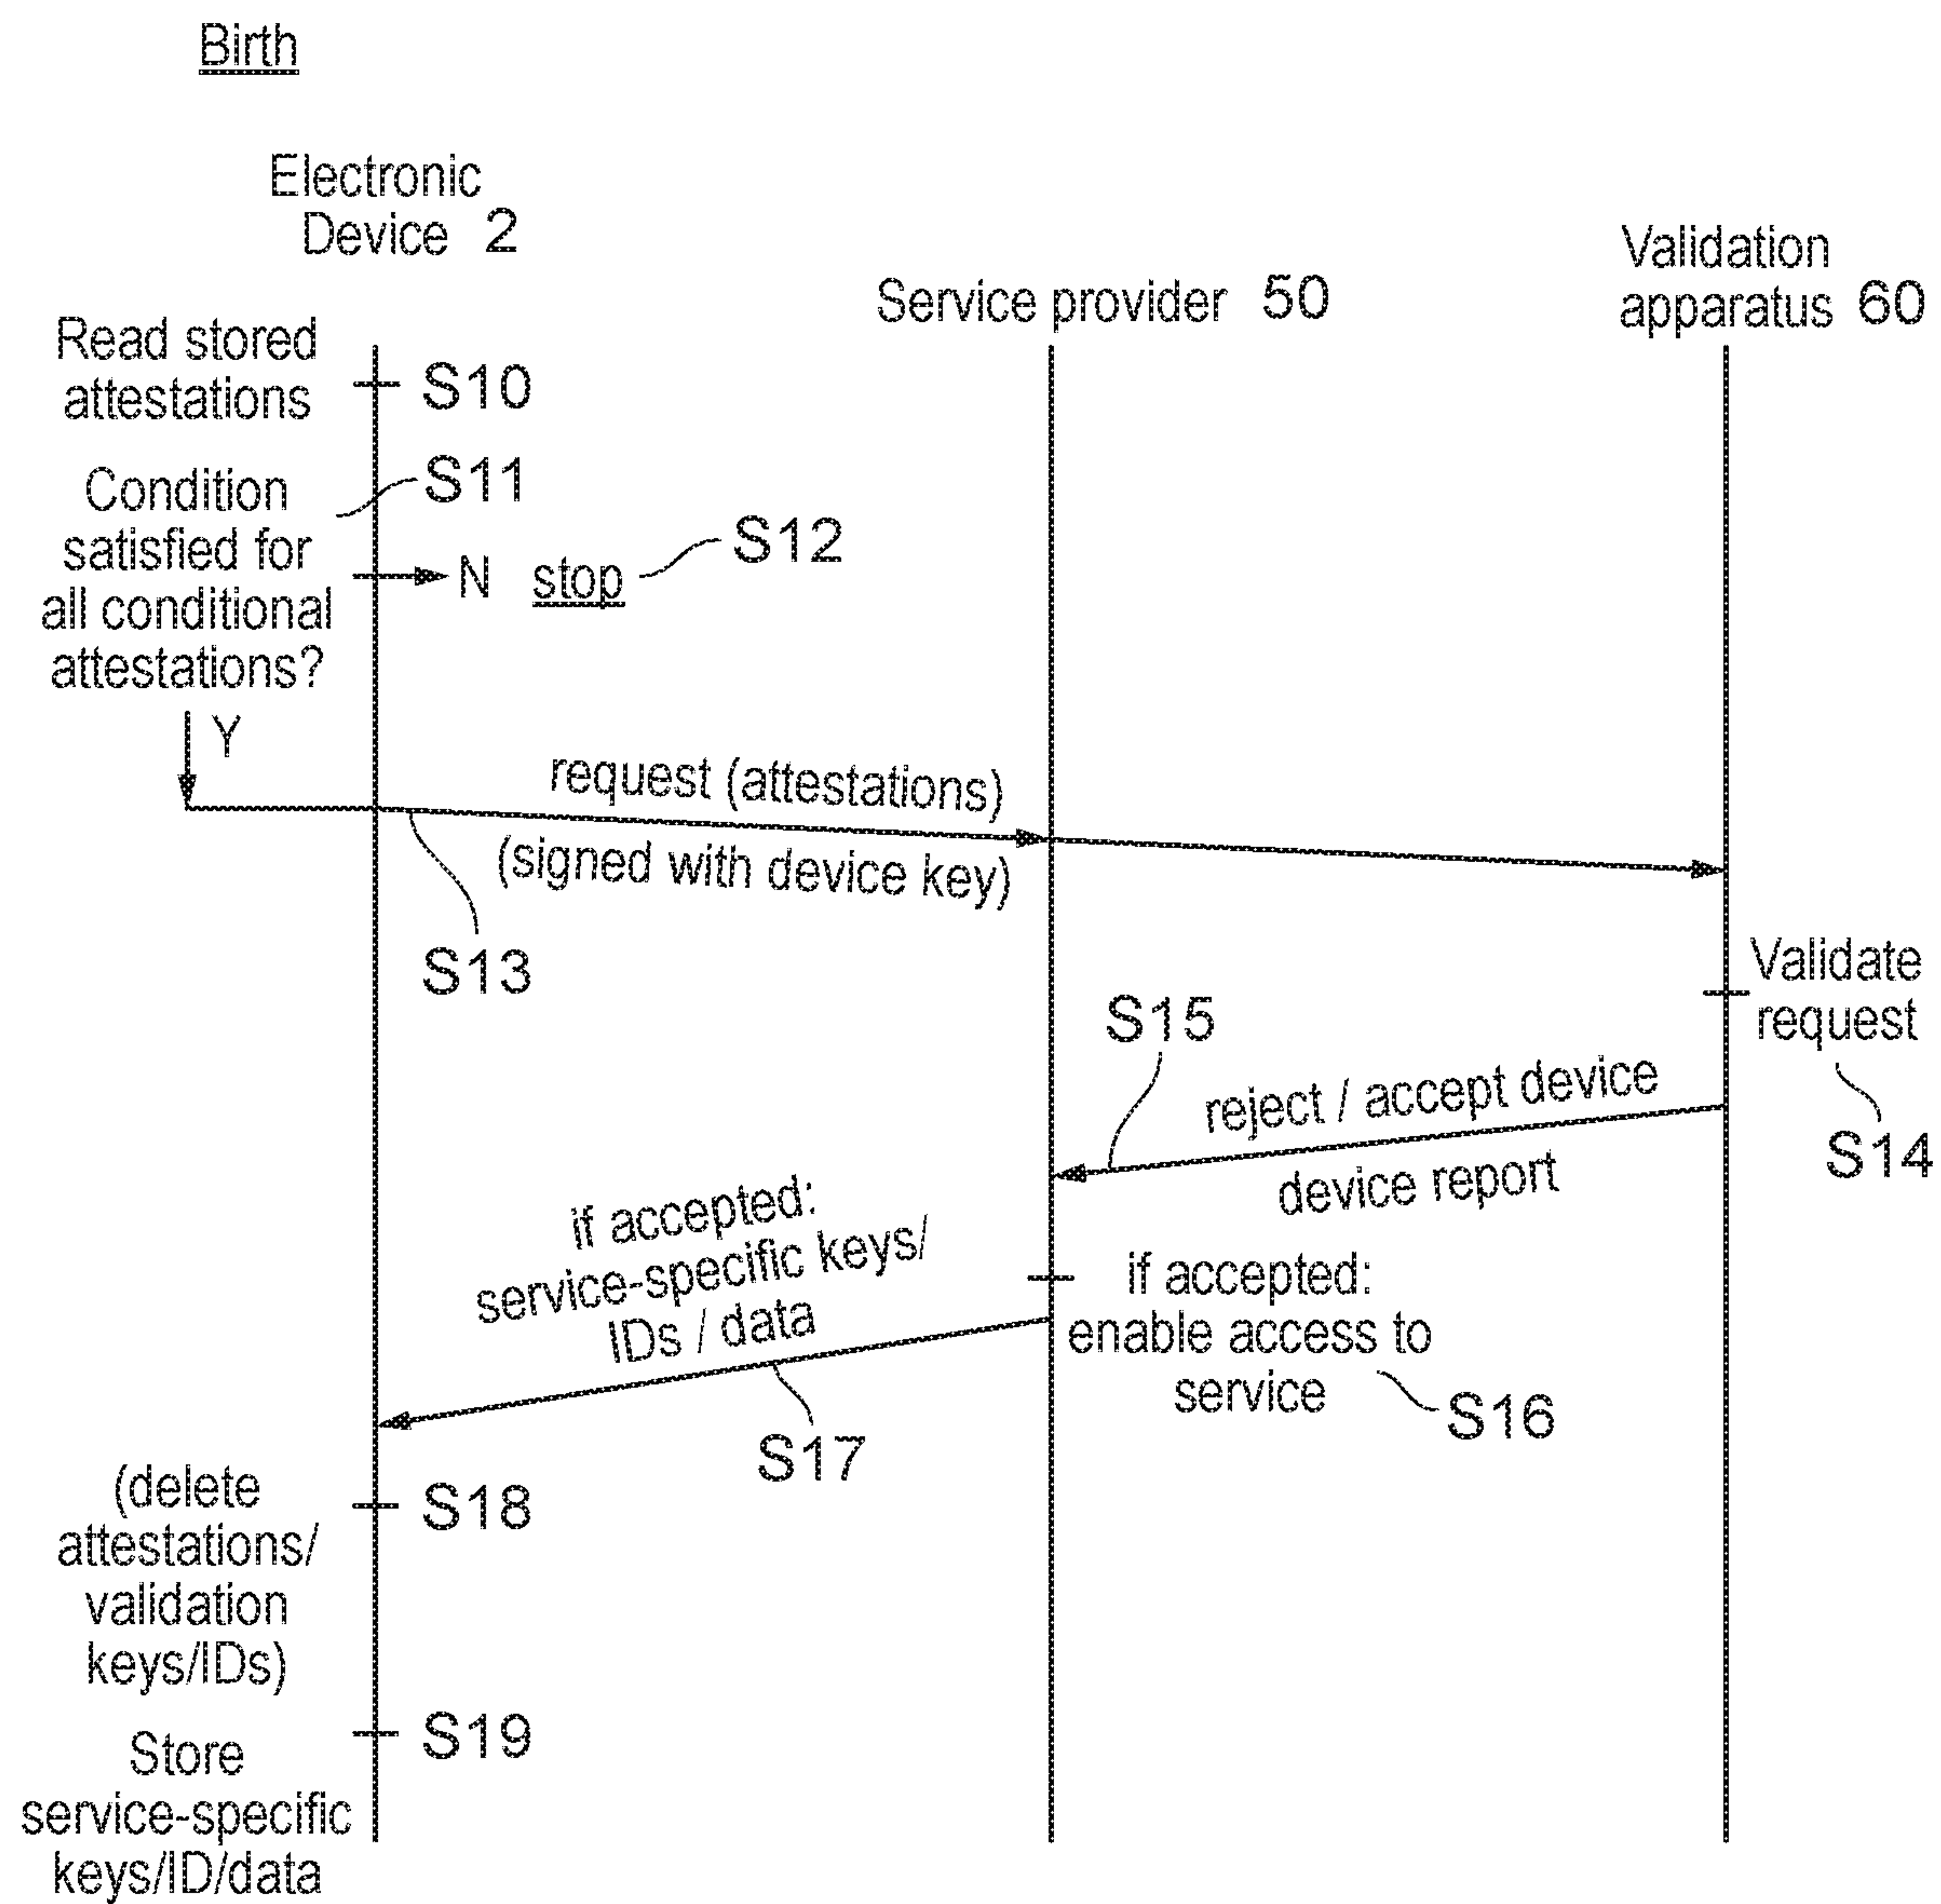 Birth
Electronic
Device 2
Service provider 50
Validation
apparatus 60
Read stored
attestations
S10
Condition
satisfied for
all conditional
attestations?
S11
N stop
S12
Y
request (attestations)
(signed with device key)
S13
Validate
request
S14
S15
reject / accept device
device report
if accepted:
enable access to
service
S16
if accepted:
service-specific keys/
IDs / data
S17
(delete
attestations/
validation
keys/IDs)
S18
S19
Store
service-specific
keys/ID/data